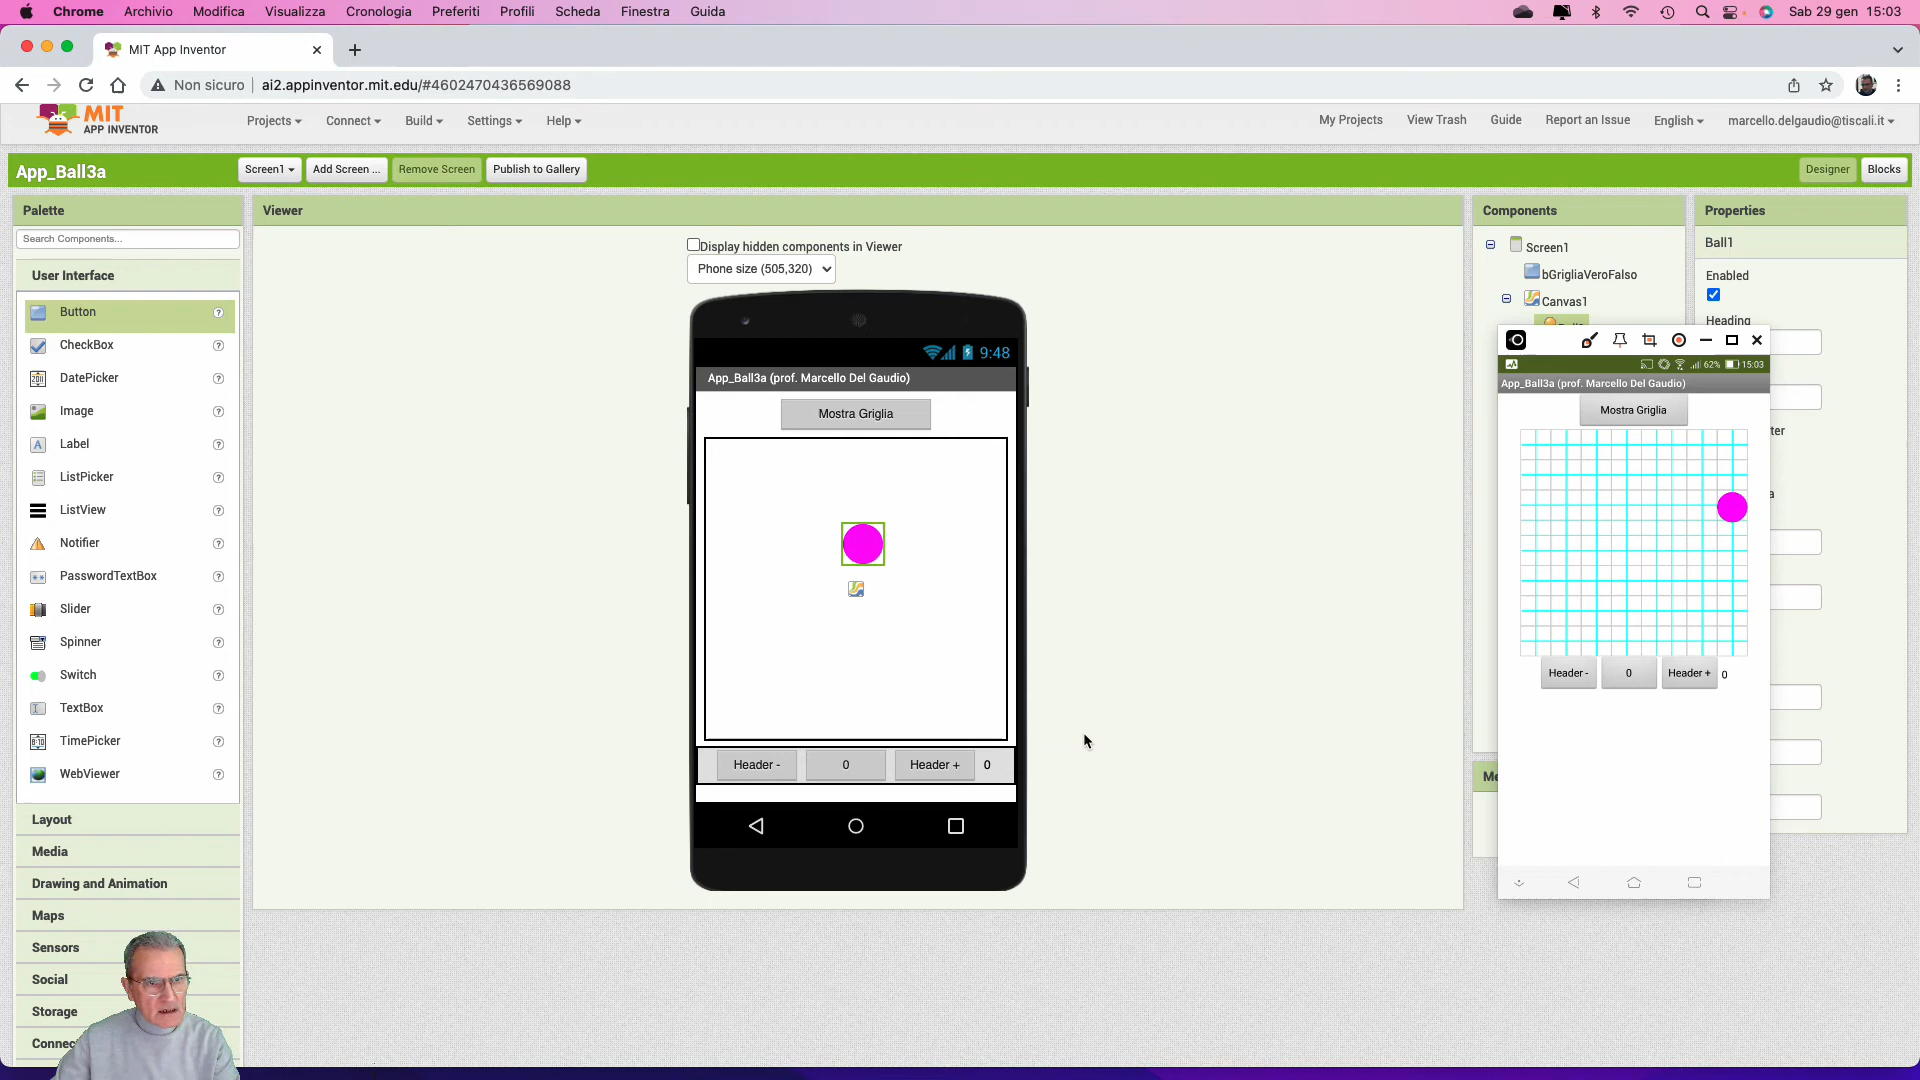 Chrome Archivio Modifica Visualizza Cronologia Preferiti Profili Scheda Finestra Guida Sab 29 gen 15:03
MIT App Inventor
Non sicuro ai2.appinventor.mit.edu/#4602470436569088
MIT
APP INVENTOR
Projects Connect Build Settings Help My Projects View Trash Guide Report an Issue English marcello.delgaudio@tiscali.it
App_Ball3a Screen1 Add Screen ... Remove Screen Publish to Gallery Designer Blocks
Palette
Search Components...
User Interface
Button
CheckBox
DatePicker
Image
Label
ListPicker
ListView
Notifier
PasswordTextBox
Slider
Spinner
Switch
TextBox
TimePicker
WebViewer
Layout
Media
Drawing and Animation
Maps
Sensors
Social
Storage
Connec
Viewer
Display hidden components in Viewer
Phone size (505,320)
9:48
App_Ball3a (prof. Marcello Del Gaudio)
Mostra Griglia
Header - 0 Header + 0
Components
Screen1
bGrigliaVeroFalso
Canvas1
Me
Properties
Ball1
Enabled
Heading
ter
a
62% 15:03
App_Ball3a (prof. Marcello Del Gaudio)
Mostra Griglia
Header - 0 Header + 0